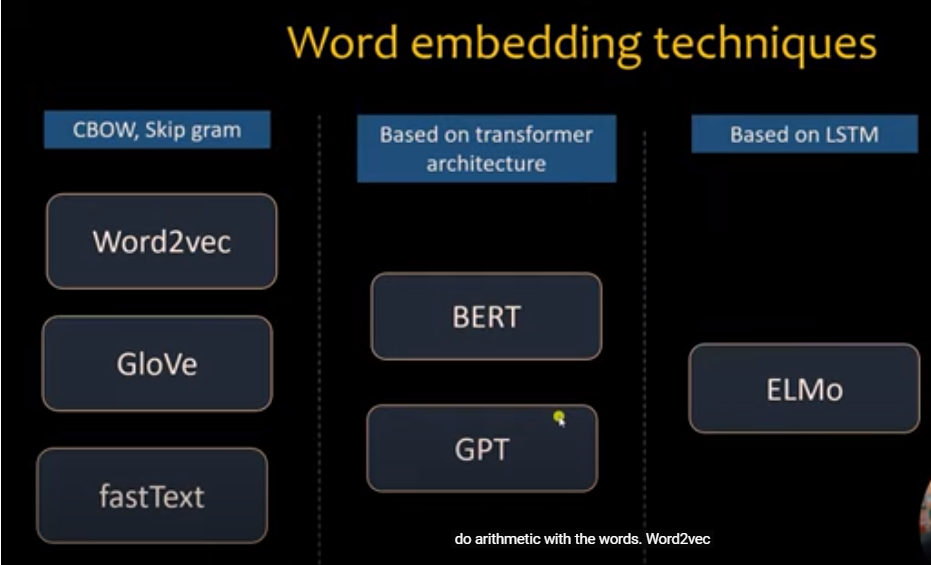 Word embedding techniques
CBOW, Skip gram
Word2vec
GloVe
fastText
Based on transformer
architecture
BERT
GPT
Based on LSTM
ELMo
do arithmetic with the words. Word2vec